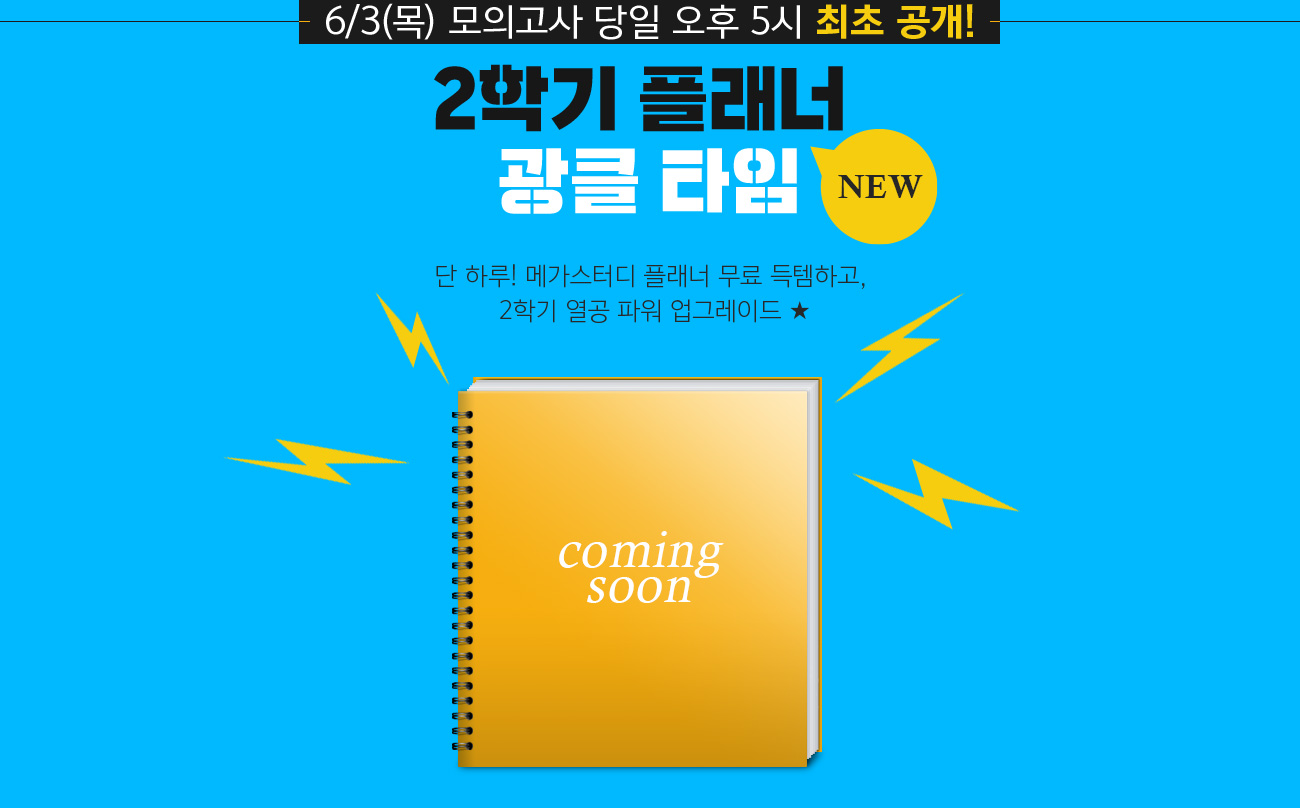 6/3(목) 모의고사 당일 오후 5시 최초 공개!
2학기 플래너
광클 타임
NEW
단 하루! 메가스터디 플래너 무료 득템하고,
2학기 열공 파워 업그레이드 ★
coming
soon